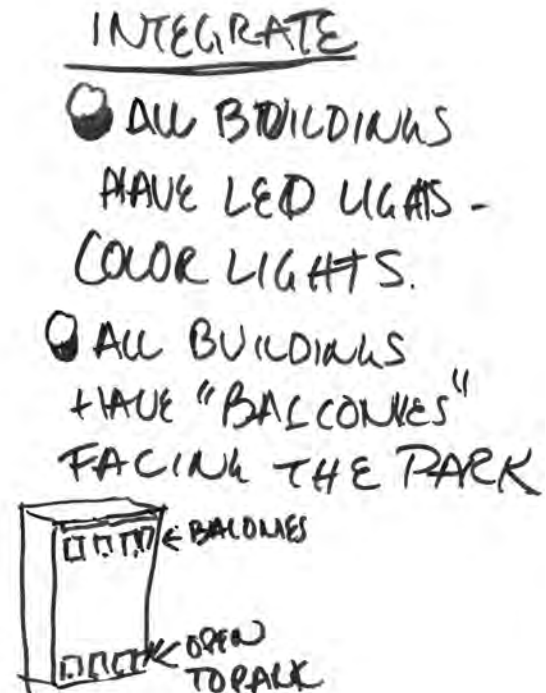 INTEGRATE
ALL BUILDINGS
HAVE LED LIGHTS -
COLOR LIGHTS.
ALL BUILDINGS
HAVE "BALCONIES"
FACING THE PARK
BALCONIES
OPEN
TO PARK